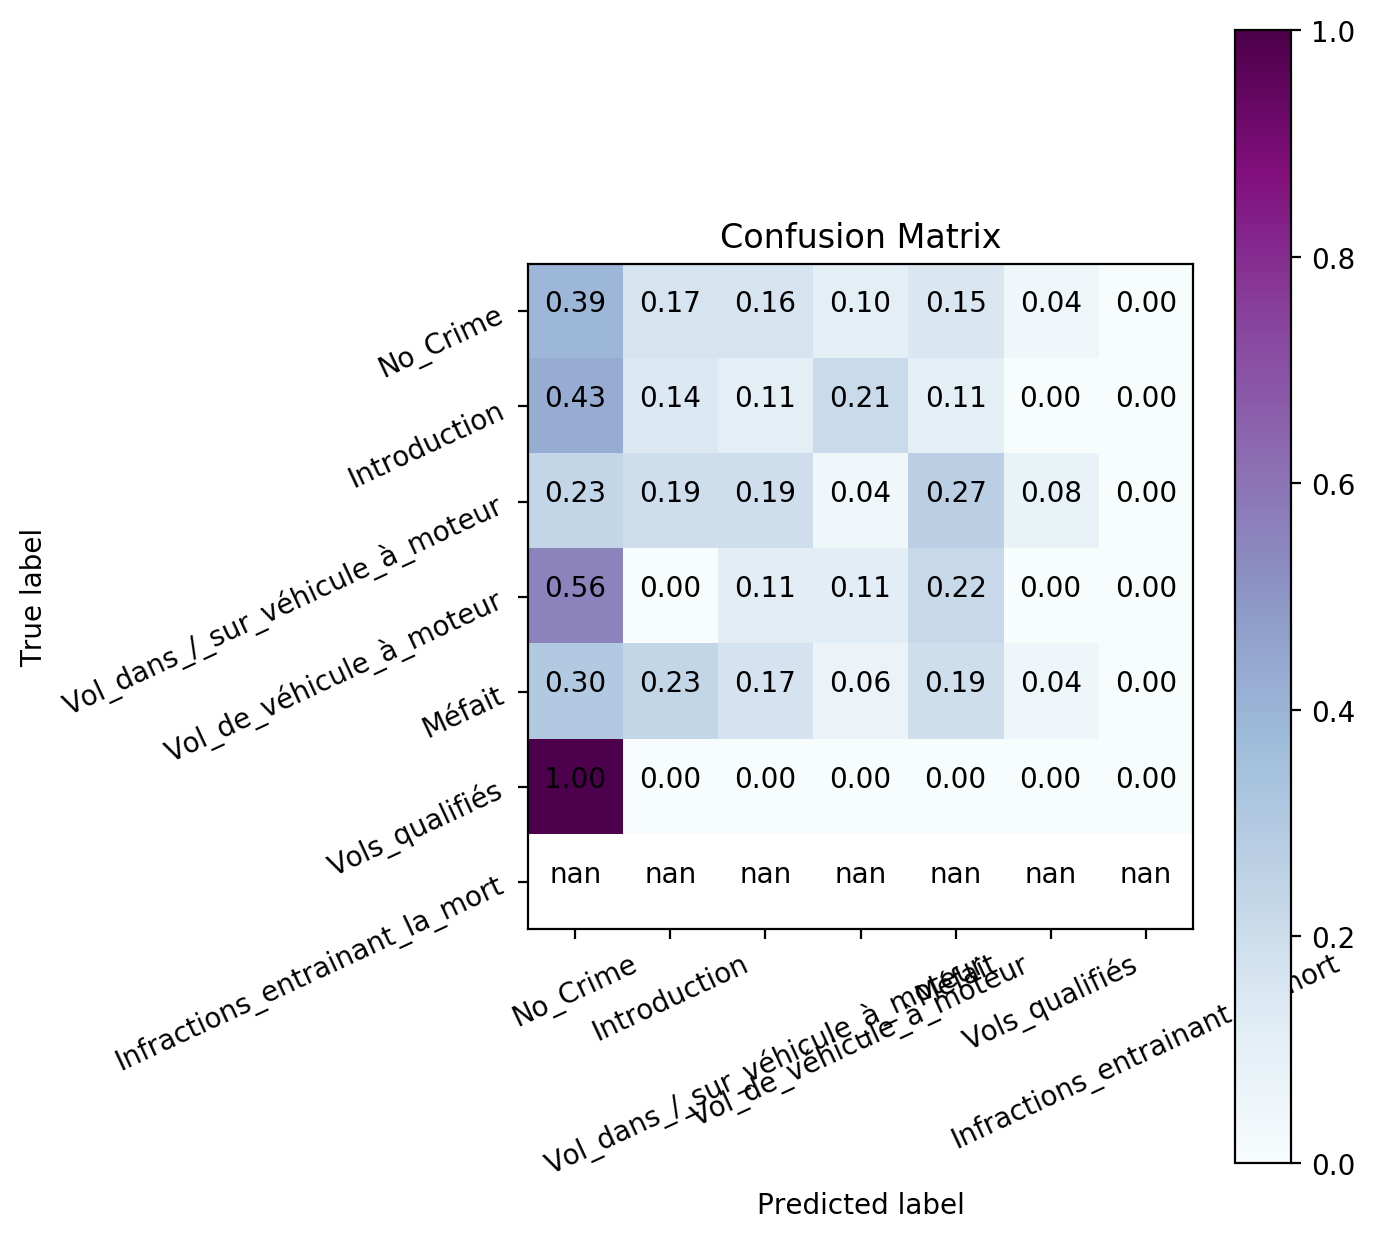 Confusion Matrix
True label
No_Crime 0.39 0.17 0.16 0.10 0.15 0.04 0.00
Introduction 0.43 0.14 0.11 0.21 0.11 0.00 0.00
Vol_dans_/_sur_véhicule_à_moteur 0.23 0.19 0.19 0.04 0.27 0.08 0.00
Vol_de_véhicule_à_moteur 0.56 0.00 0.11 0.11 0.22 0.00 0.00
Méfait 0.30 0.23 0.17 0.06 0.19 0.04 0.00
Vols_qualifiés 1.00 0.00 0.00 0.00 0.00 0.00 0.00
Infractions_entrainant_la_mort nan nan nan nan nan nan nan
No_Crime
Introduction
Vol_dans_/_sur_véhicule_à_moteur
Vol_de_véhicule_à_moteur
Méfait
Vols_qualifiés
Infractions_entrainant mort
Predicted label
1.0
0.8
0.6
0.4
0.2
0.0